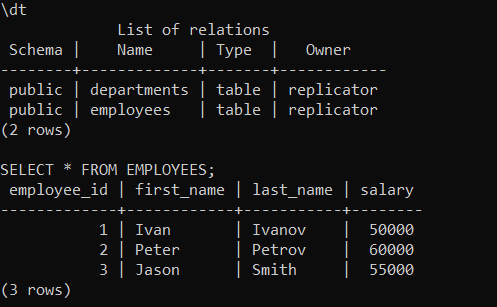 \dt
List of relations
Schema | Name | Type | Owner
--------+-------------+-------+------------
public | departments | table | replicator
public | employees | table | replicator
(2 rows)
SELECT * FROM EMPLOYEES;
employee_id | first_name | last_name | salary
-------------+------------+-----------+--------
1 | Ivan | Ivanov | 50000
2 | Peter | Petrov | 60000
3 | Jason | Smith | 55000
(3 rows)